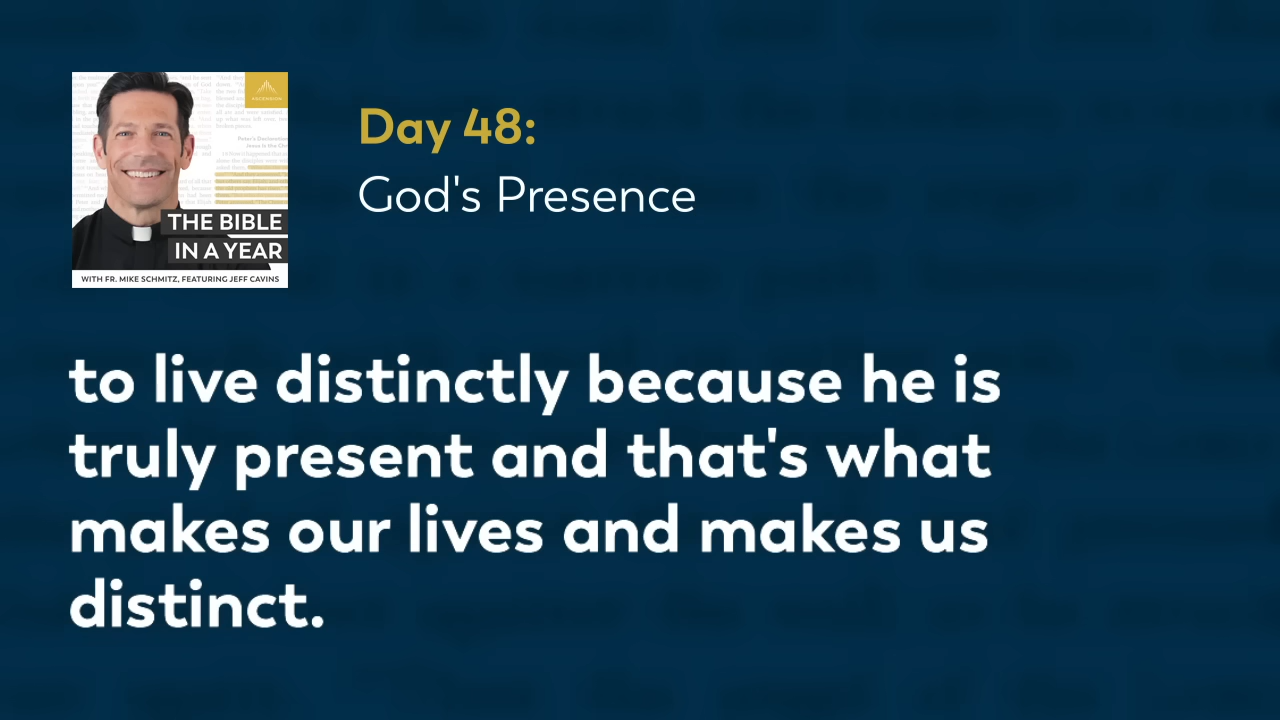 ASCENSION
THE BIBLE
IN A YEAR
WITH FR. MIKE SCHMITZ, FEATURING JEFF CAVINS
Day 48:
God's Presence
to live distinctly because he is
truly present and that's what
makes our lives and makes us
distinct.